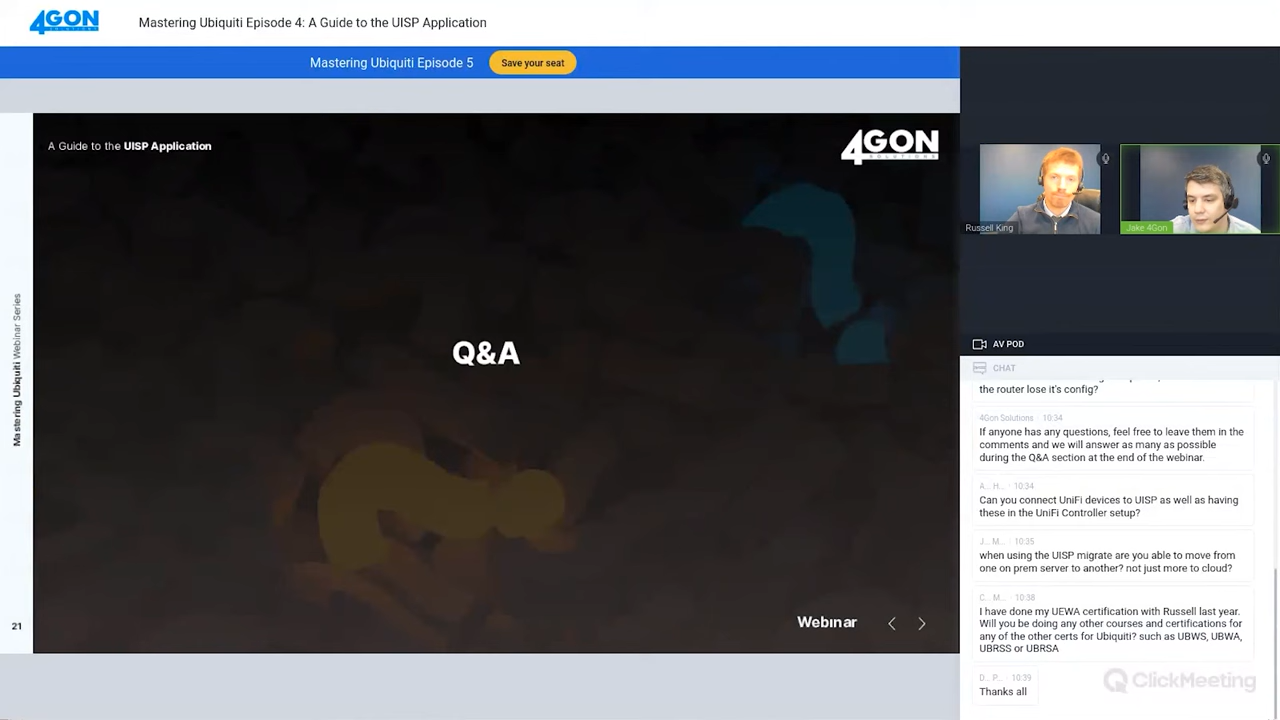 4GON
SOLUTIONS
Mastering Ubiquiti Episode 4: A Guide to the UISP Application
Mastering Ubiquiti Episode 5
Save your seat
A Guide to the UISP Application
4GON
SOLUTIONS
Mastering Ubiquiti Webinar Series
Q&A
21
Webinar
Russell King
Jake 4Gon
AV POD
CHAT
the router lose it's config?
4Gon Solutions · 10:34
If anyone has any questions, feel free to leave them in the
comments and we will answer as many as possible
during the Q&A section at the end of the webinar.
A... H... · 10:34
Can you connect UniFi devices to UISP as well as having
these in the UniFi Controller setup?
J... M... · 10:35
when using the UISP migrate are you able to move from
one on prem server to another? not just more to cloud?
C... M... · 10:38
I have done my UEWA certification with Russell last year.
Will you be doing any other courses and certifications for
any of the other certs for Ubiquiti? such as UBWS, UBWA,
UBRSS or UBRSA
D... P... · 10:39
Thanks all
ClickMeeting